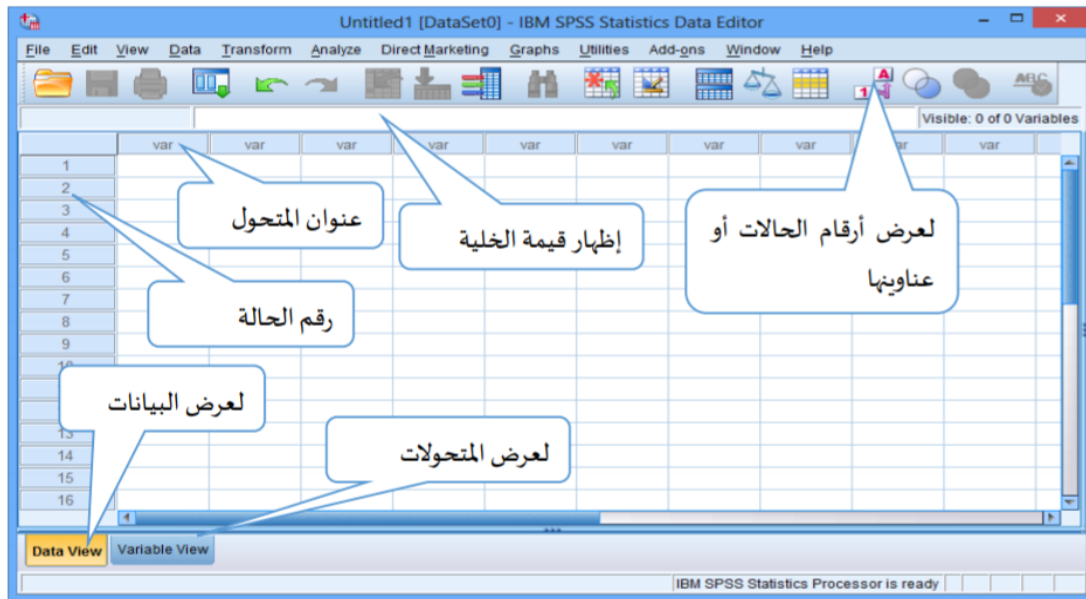 Untitled1 [DataSet0] - IBM SPSS Statistics Data Editor
File Edit View Data Transform Analyze Direct Marketing Graphs Utilities Add-ons Window Help
A
1
ABC
Visible: 0 of 0 Variables
var var var var var var var var var var
1
2
3
4
5
6
7
8
9
10
13
14
15
16
عنوان المتحول
إظهار قيمة الخلية
لعرض أرقام الحالات أو
عناوينها
رقم الحالة
لعرض البيانات
لعرض المتحولات
Data View Variable View
IBM SPSS Statistics Processor is ready